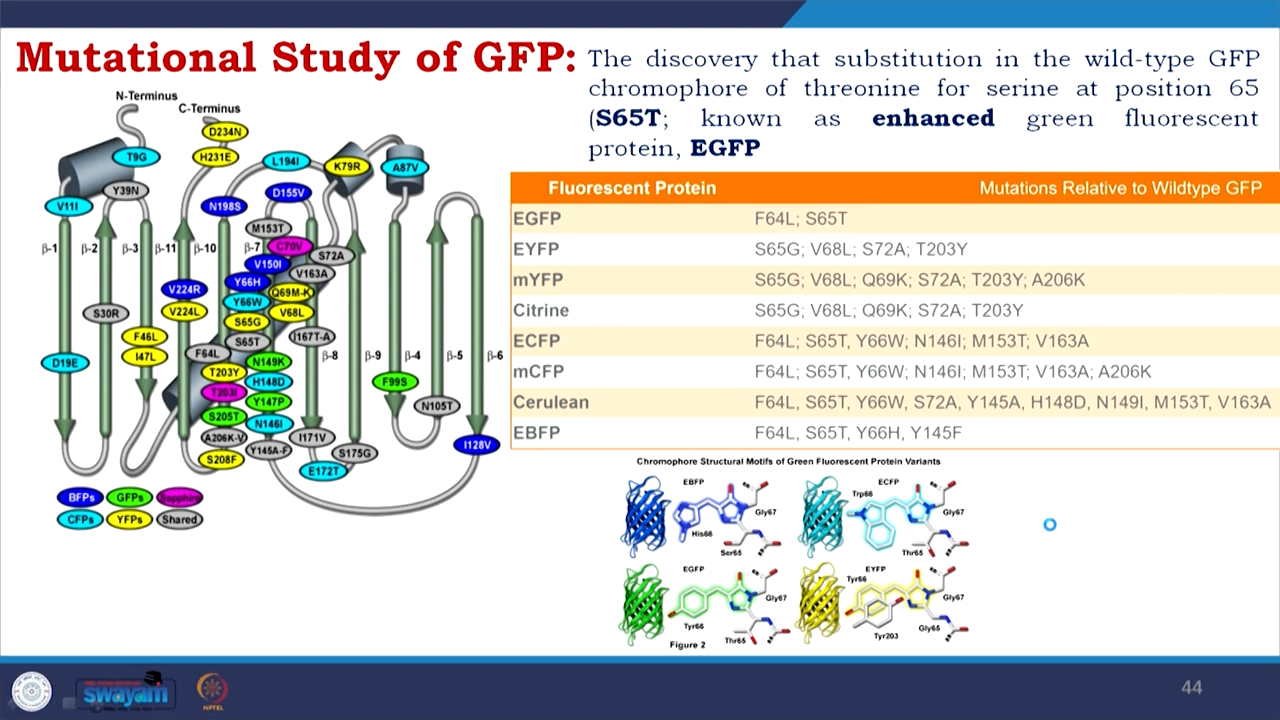 Mutational Study of GFP:
The discovery that substitution in the wild-type GFP
chromophore of threonine for serine at position 65
(S65T; known as enhanced green fluorescent
protein, EGFP
N-Terminus
C-Terminus
D234N
T9G
H231E
L194I
K79R
A87V
Y39N
V11I
N198S
D155V
M153T
β-1
β-2
β-3
β-11
β-10
β-7
C70V
S72A
V150I
V163A
Y66H
V224R
Q69M-K
Y66W
V224L
V68L
S30R
S65G
F46L
S65T
I167T-A
I47L
F64L
β-8
β-9
β-4
β-5
β-6
D19E
N149K
T203Y
H148D
F99S
T203I
Y147P
N105T
S205T
N146I
A206K-V
I171V
I128V
S208F
Y145A-F
S175G
E172T
BFPs
GFPs
Sapphire
CFPs
YFPs
Shared
Fluorescent Protein Mutations Relative to Wildtype GFP
EGFP F64L; S65T
EYFP S65G; V68L; S72A; T203Y
mYFP S65G; V68L; Q69K; S72A; T203Y; A206K
Citrine S65G; V68L; Q69K; S72A; T203Y
ECFP F64L; S65T, Y66W; N146I; M153T; V163A
mCFP F64L; S65T, Y66W; N146I; M153T; V163A; A206K
Cerulean F64L, S65T, Y66W, S72A, Y145A, H148D, N149I, M153T, V163A
EBFP F64L, S65T, Y66H, Y145F
Chromophore Structural Motifs of Green Fluorescent Protein Variants
EBFP
Gly67
His66
Ser65
ECFP
Trp66
Gly67
Thr65
EGFP
Gly67
Tyr66
Thr65
EYFP
Tyr66
Gly67
Gly65
Tyr203
Figure 2
swayam
NPTEL
44